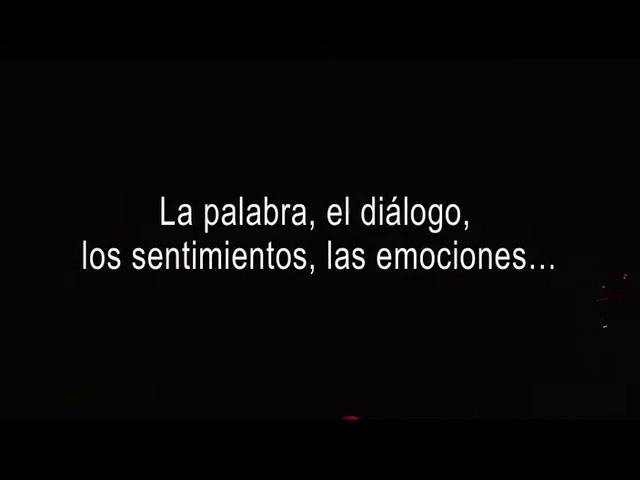 La palabra, el diálogo,
los sentimientos, las emociones...